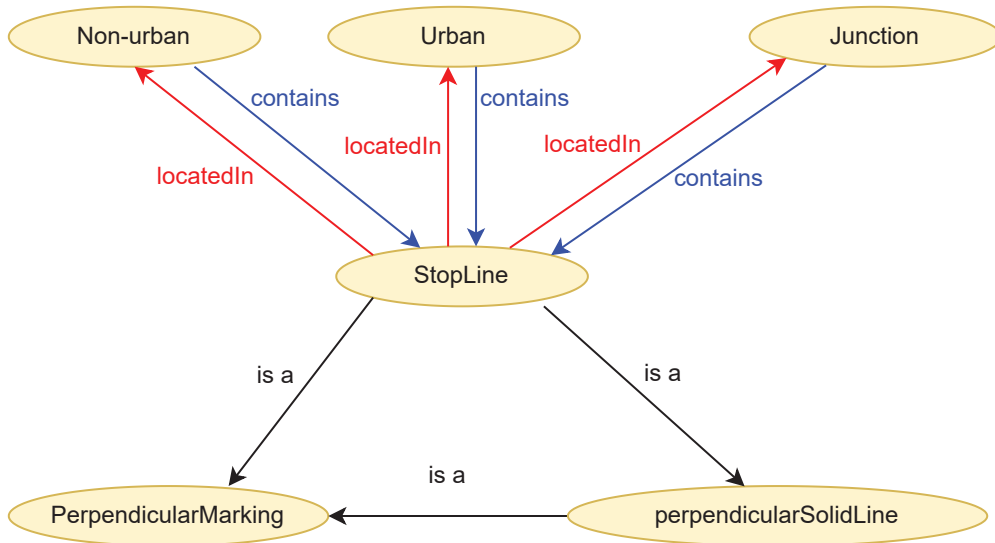 Non-urban
Urban
Junction
contains
contains
locatedIn
locatedIn
locatedIn
contains
StopLine
is a
is a
is a
PerpendicularMarking
perpendicularSolidLine